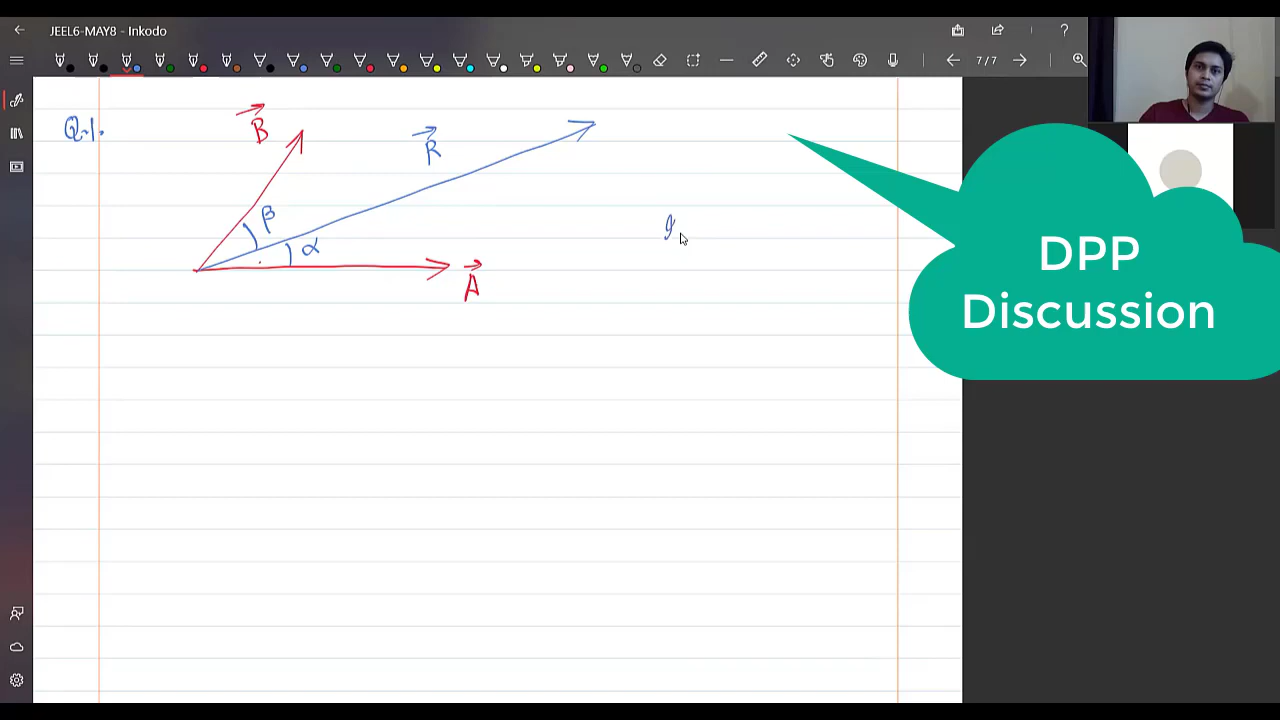 JEEL6-MAY8 - Inkodo
7/7
Q.1.
B
R
β
α
A
DPP
Discussion